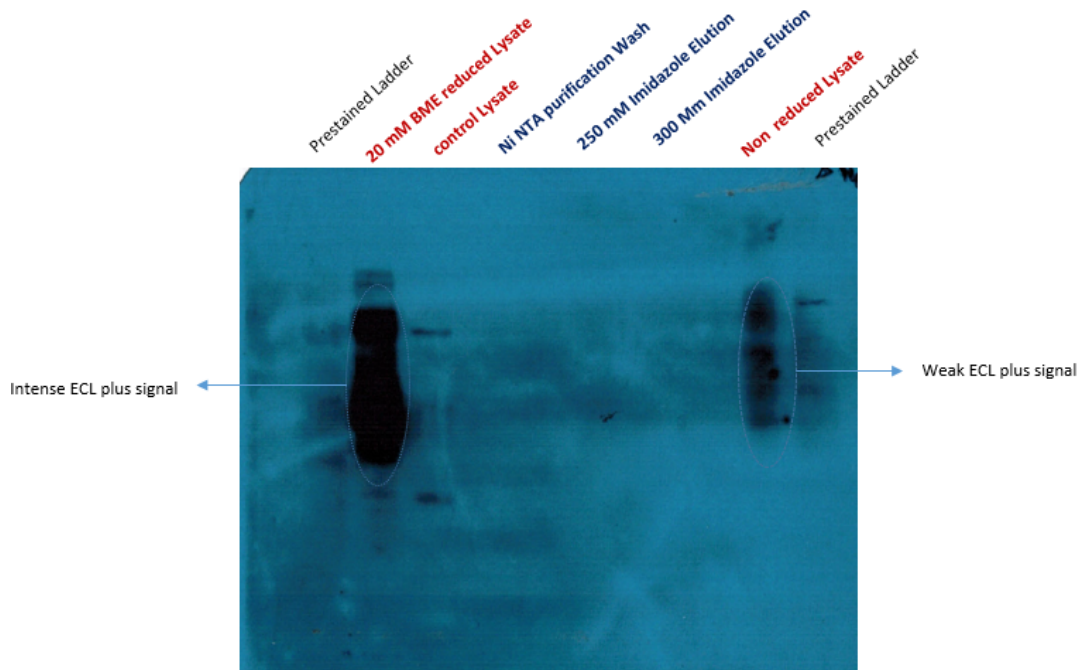 Prestained Ladder
20 mM BME reduced Lysate
control Lysate
Ni NTA purification Wash
250 mM Imidazole Elution
300 Mm Imidazole Elution
Non reduced Lysate
Prestained Ladder
Intense ECL plus signal
Weak ECL plus signal